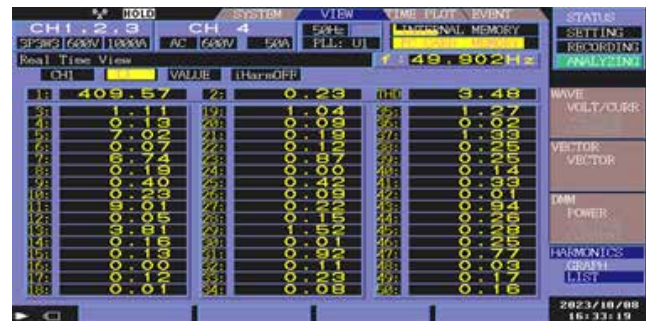 HOLD SYSTEM VIEW TIME PLOT EVENT STATUS
CH1.2.3 CH 4 50Hz INTERNAL MEMORY SETTING
3P3W3 600V 1000A AC 600V 50A PLL: U1 RECORDING
Real Time View f: 49.902Hz ANALYZING
CH1 VALUE iHarmOFF
1: 409.57 2: 0.23 THD 3.48 WAVE
3: 1.11 19: 1.04 35: 1.27 VOLT/CURR
4: 0.13 20: 0.09 36: 0.02
5: 7.02 21: 0.19 37: 1.33
6: 0.07 22: 0.12 38: 0.25 VECTOR
7: 6.74 23: 0.87 39: 0.25 VECTOR
8: 0.19 24: 0.00 40: 0.14
9: 0.40 25: 0.42 41: 0.33
10: 0.23 26: 0.09 42: 0.01
11: 9.01 27: 0.22 43: 0.94 DMM
12: 0.05 28: 0.15 44: 0.26 POWER
13: 3.81 29: 1.52 45: 0.28
14: 0.16 30: 0.01 46: 0.25
15: 0.13 31: 0.92 47: 0.77 HARMONICS
16: 0.00 32: 0.11 48: 0.03 GRAPH
17: 0.12 33: 0.23 49: 0.17 LIST
18: 0.01 34: 0.08 50: 0.16
2023/10/08
16:33:19